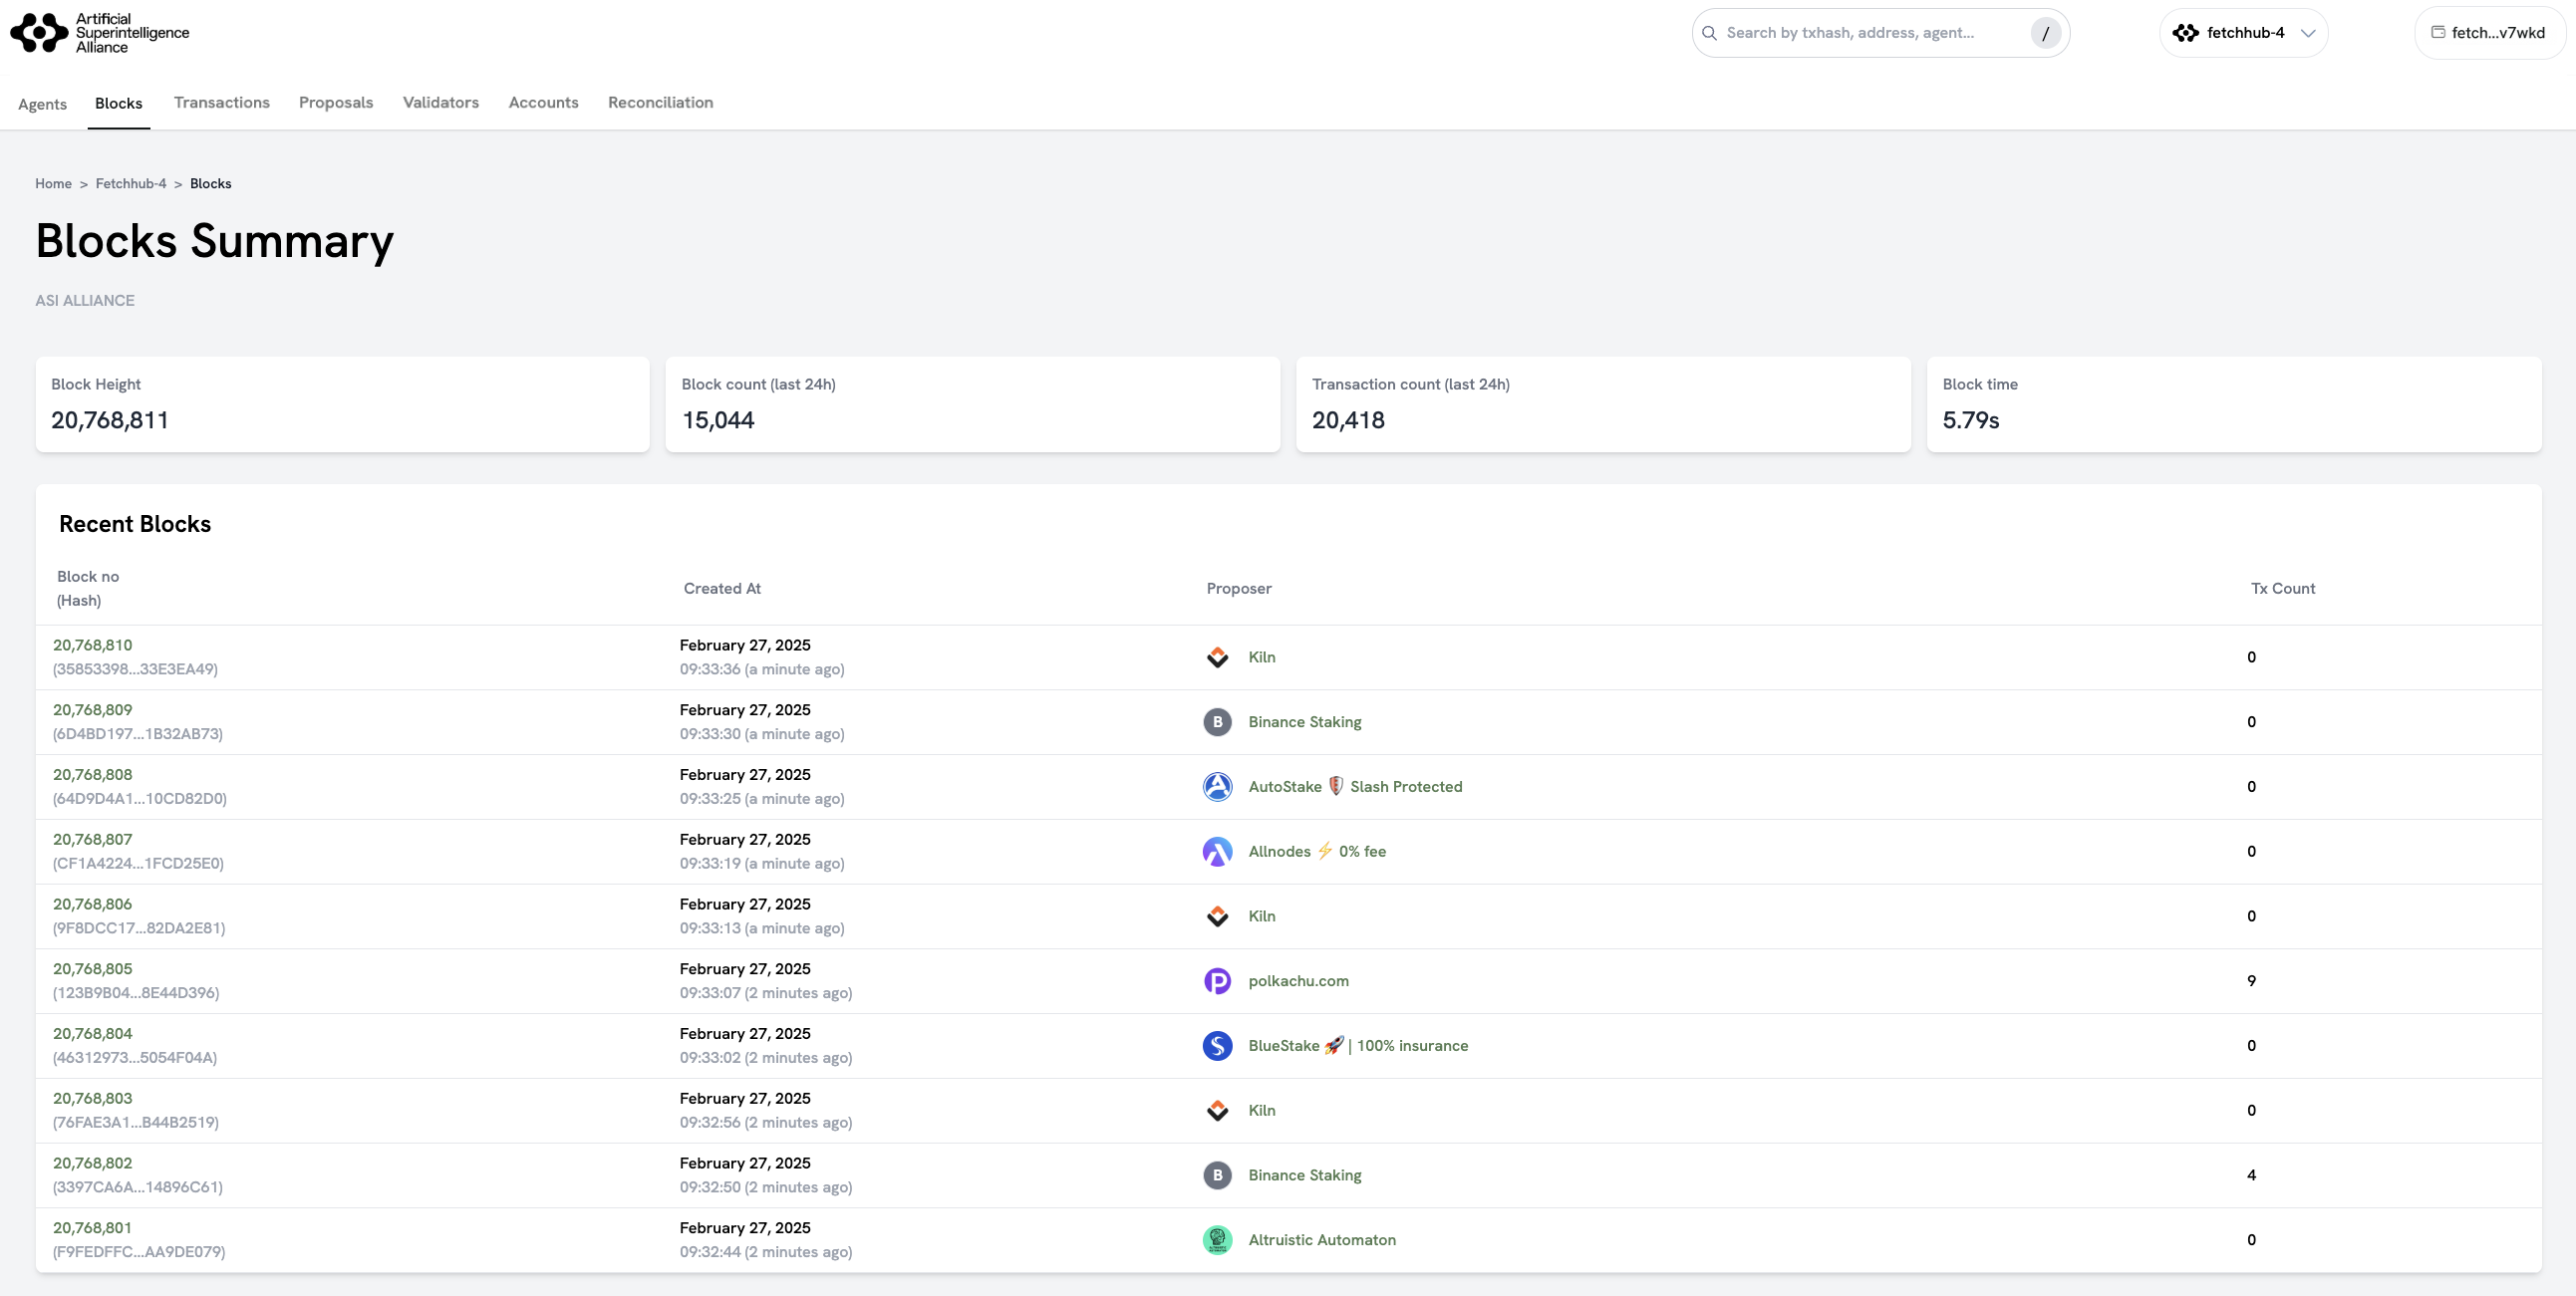 Artificial
Superintelligence
Alliance
Search by txhash, address, agent... /
fetchhub-4
fetch...v7wkd
Agents Blocks Transactions Proposals Validators Accounts Reconciliation
Home > Fetchhub-4 > Blocks
Blocks Summary
ASI ALLIANCE
Block Height
20,768,811
Block count (last 24h)
15,044
Transaction count (last 24h)
20,418
Block time
5.79s
Recent Blocks
Block no
(Hash)
Created At
Proposer
Tx Count
20,768,810
(35853398...33E3EA49)
February 27, 2025
09:33:36 (a minute ago)
Kiln
0
20,768,809
(6D4BD197...1B32AB73)
February 27, 2025
09:33:30 (a minute ago)
B Binance Staking
0
20,768,808
(64D9D4A1...10CD82D0)
February 27, 2025
09:33:25 (a minute ago)
AutoStake 🛡️ Slash Protected
0
20,768,807
(CF1A4224...1FCD25E0)
February 27, 2025
09:33:19 (a minute ago)
Allnodes ⚡ 0% fee
0
20,768,806
(9F8DCC17...82DA2E81)
February 27, 2025
09:33:13 (a minute ago)
Kiln
0
20,768,805
(123B9B04...8E44D396)
February 27, 2025
09:33:07 (2 minutes ago)
polkachu.com
9
20,768,804
(46312973...5054F04A)
February 27, 2025
09:33:02 (2 minutes ago)
BlueStake 🚀 | 100% insurance
0
20,768,803
(76FAE3A1...B44B2519)
February 27, 2025
09:32:56 (2 minutes ago)
Kiln
0
20,768,802
(3397CA6A...14896C61)
February 27, 2025
09:32:50 (2 minutes ago)
B Binance Staking
4
20,768,801
(F9FEDFFC...AA9DE079)
February 27, 2025
09:32:44 (2 minutes ago)
Altruistic Automaton
0